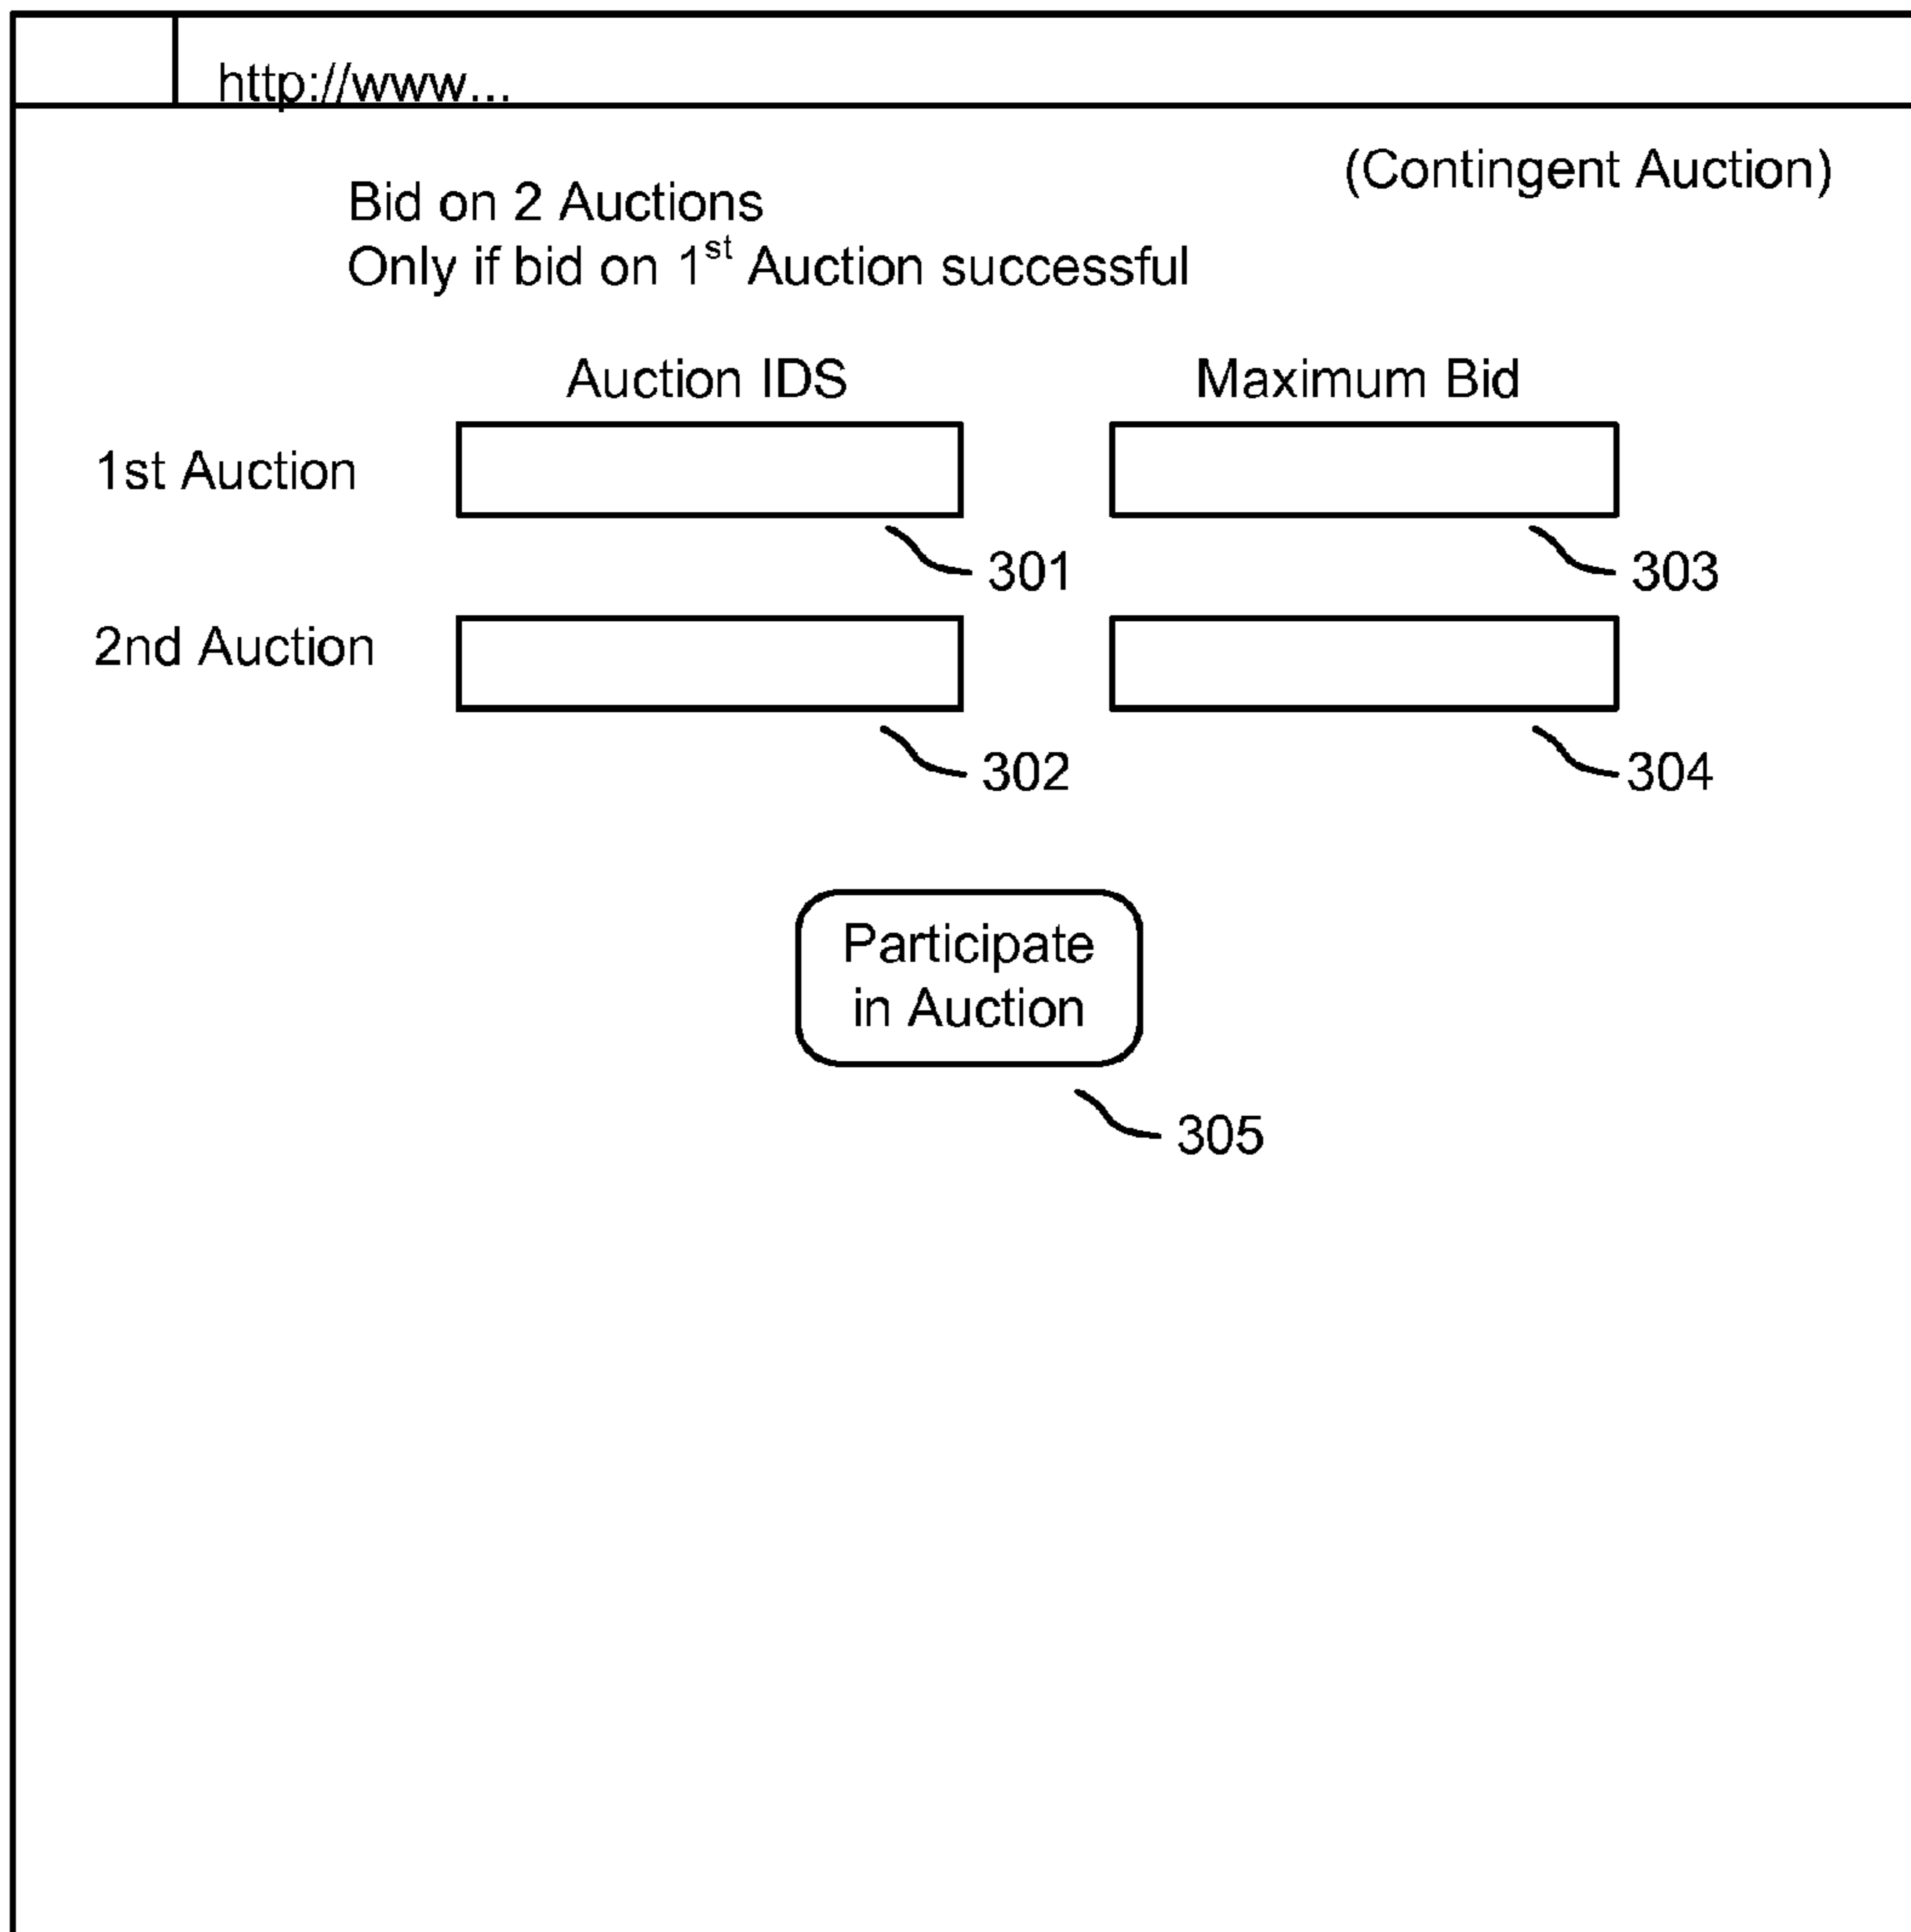 http://www...
(Contingent Auction)
Bid on 2 Auctions
Only if bid on 1st Auction successful
Auction IDS Maximum Bid
1st Auction
301 303
2nd Auction
302 304
Participate
in Auction
305